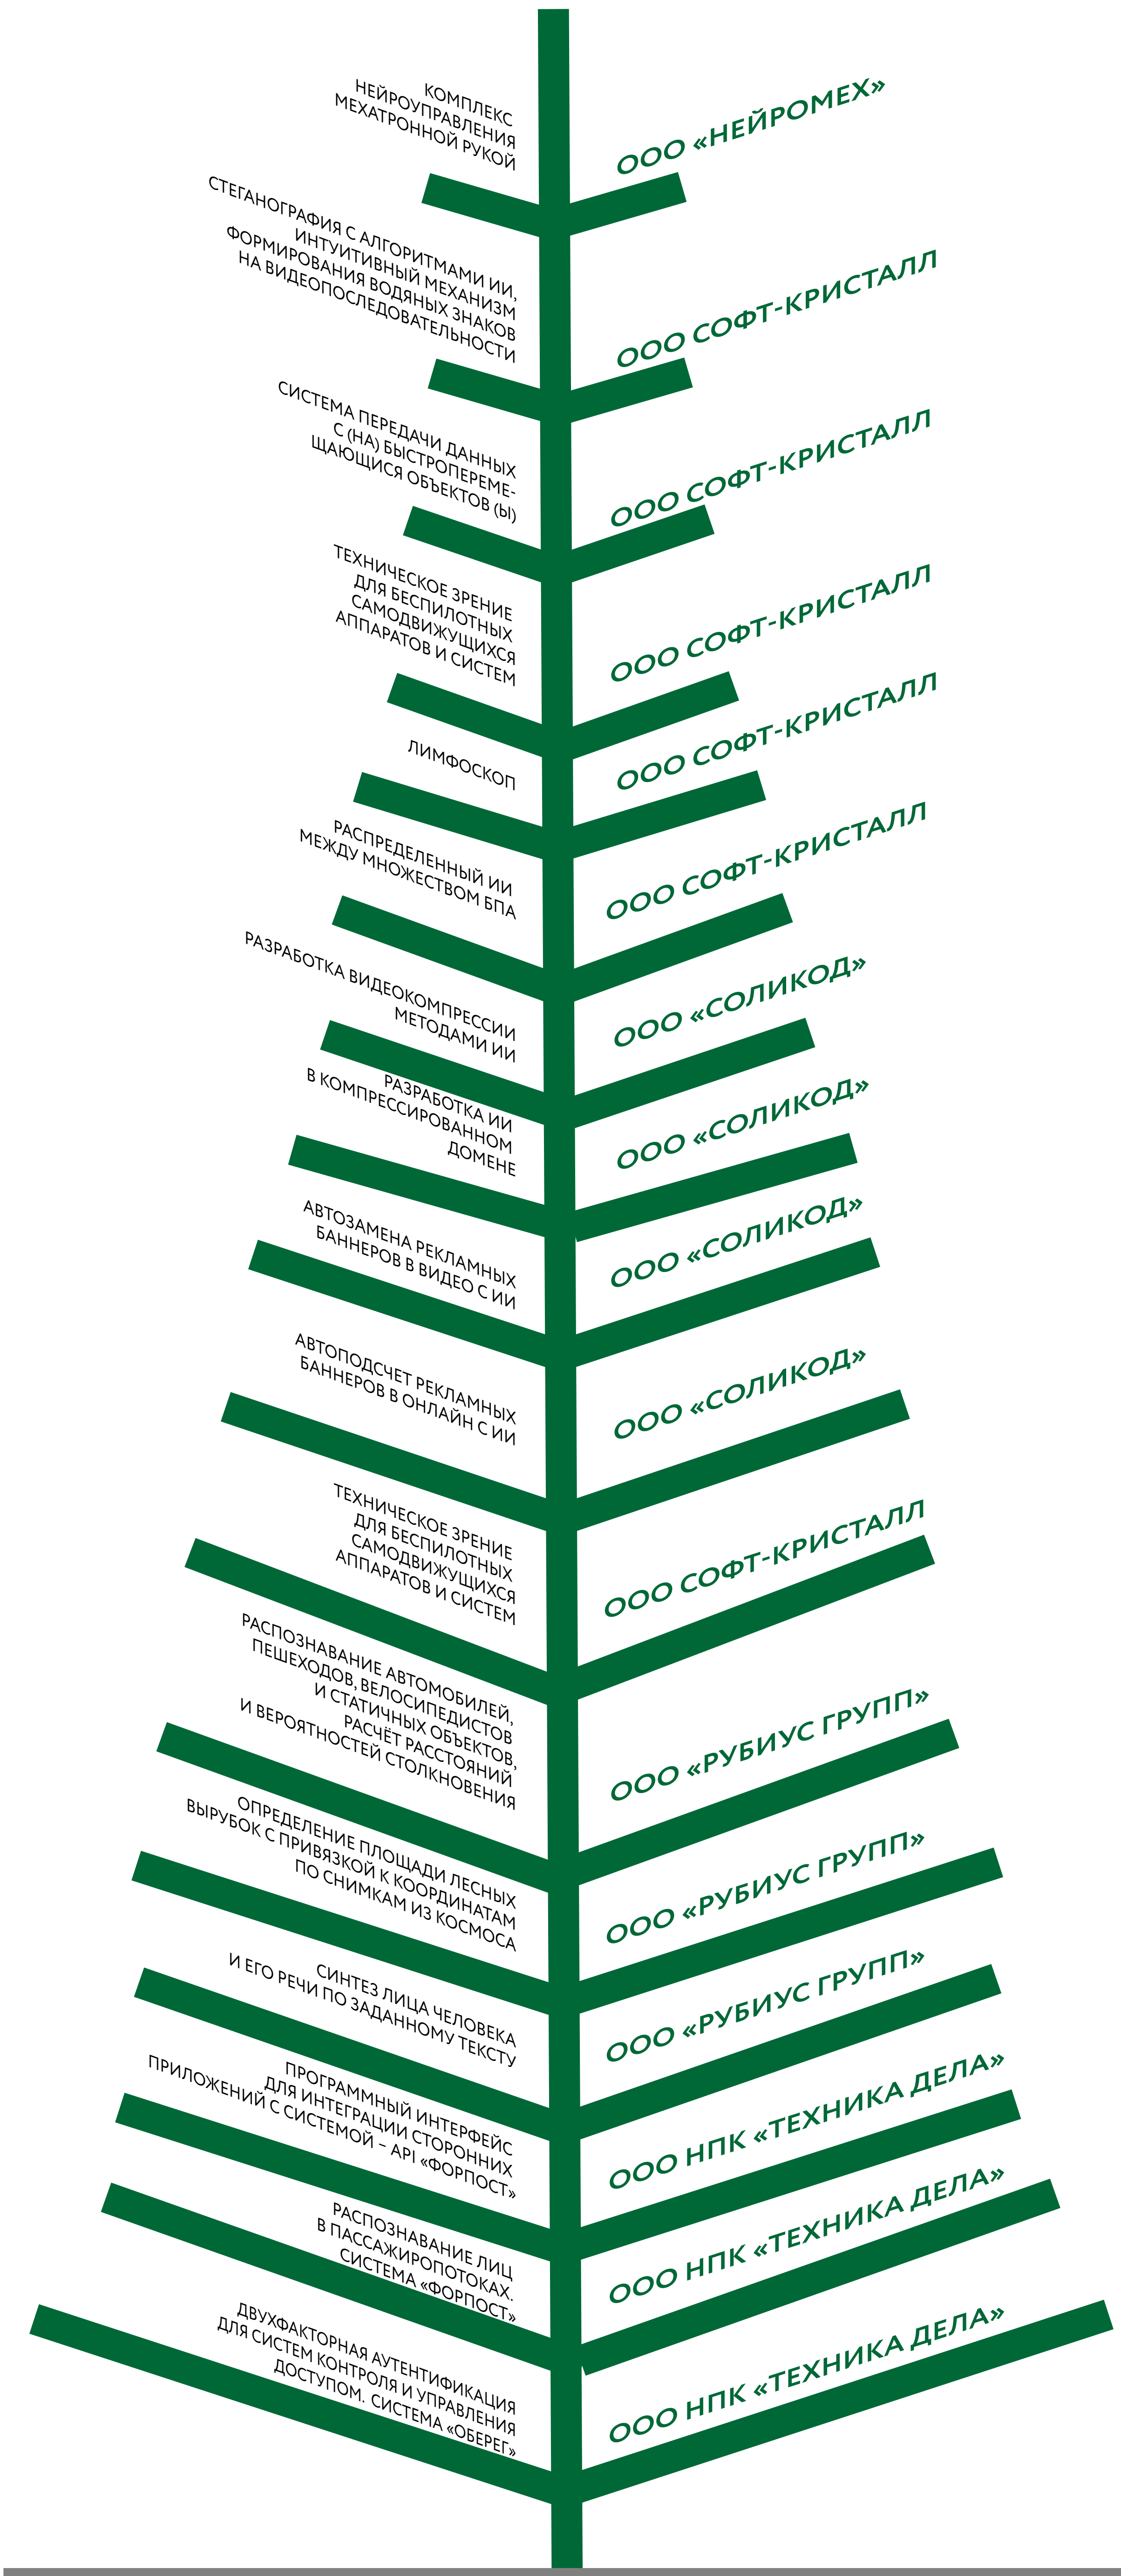 КОМПЛЕКС
НЕЙРОУПРАВЛЕНИЯ
МЕХАТРОННОЙ РУКОЙ
ООО «НЕЙРОМЕХ»
СТЕГАНОГРАФИЯ С АЛГОРИТМАМИ ИИ,
ИНТУИТИВНЫЙ МЕХАНИЗМ
ФОРМИРОВАНИЯ ВОДЯНЫХ ЗНАКОВ
НА ВИДЕОПОСЛЕДОВАТЕЛЬНОСТИ
ООО СОФТ-КРИСТАЛЛ
СИСТЕМА ПЕРЕДАЧИ ДАННЫХ
С (НА) БЫСТРОПЕРЕМЕ-
ЩАЮЩИСЯ ОБЪЕКТОВ (Ы)
ООО СОФТ-КРИСТАЛЛ
ТЕХНИЧЕСКОЕ ЗРЕНИЕ
ДЛЯ БЕСПИЛОТНЫХ
САМОДВИЖУЩИХСЯ
АППАРАТОВ И СИСТЕМ
ООО СОФТ-КРИСТАЛЛ
ЛИМФОСКОП
ООО СОФТ-КРИСТАЛЛ
РАСПРЕДЕЛЕННЫЙ ИИ
МЕЖДУ МНОЖЕСТВОМ БПА
ООО СОФТ-КРИСТАЛЛ
РАЗРАБОТКА ВИДЕОКОМПРЕССИИ
МЕТОДАМИ ИИ
ООО «СОЛИКОД»
РАЗРАБОТКА ИИ
В КОМПРЕССИРОВАННОМ
ДОМЕНЕ
ООО «СОЛИКОД»
АВТОЗАМЕНА РЕКЛАМНЫХ
БАННЕРОВ В ВИДЕО С ИИ
ООО «СОЛИКОД»
АВТОПОДСЧЕТ РЕКЛАМНЫХ
БАННЕРОВ В ОНЛАЙН С ИИ
ООО «СОЛИКОД»
ТЕХНИЧЕСКОЕ ЗРЕНИЕ
ДЛЯ БЕСПИЛОТНЫХ
САМОДВИЖУЩИХСЯ
АППАРАТОВ И СИСТЕМ
ООО СОФТ-КРИСТАЛЛ
РАСПОЗНАВАНИЕ АВТОМОБИЛЕЙ,
ПЕШЕХОДОВ, ВЕЛОСИПЕДИСТОВ
И СТАТИЧНЫХ ОБЪЕКТОВ,
РАСЧЁТ РАССТОЯНИЙ
И ВЕРОЯТНОСТЕЙ СТОЛКНОВЕНИЯ
ООО «РУБИУС ГРУПП»
ОПРЕДЕЛЕНИЕ ПЛОЩАДИ ЛЕСНЫХ
ВЫРУБОК С ПРИВЯЗКОЙ К КООРДИНАТАМ
ПО СНИМКАМ ИЗ КОСМОСА
ООО «РУБИУС ГРУПП»
СИНТЕЗ ЛИЦА ЧЕЛОВЕКА
И ЕГО РЕЧИ ПО ЗАДАННОМУ ТЕКСТУ
ООО «РУБИУС ГРУПП»
ПРОГРАММНЫЙ ИНТЕРФЕЙС
ДЛЯ ИНТЕГРАЦИИ СТОРОННИХ
ПРИЛОЖЕНИЙ С СИСТЕМОЙ – API «ФОРПОСТ»
ООО НПК «ТЕХНИКА ДЕЛА»
РАСПОЗНАВАНИЕ ЛИЦ
В ПАССАЖИРОПОТОКАХ.
СИСТЕМА «ФОРПОСТ»
ООО НПК «ТЕХНИКА ДЕЛА»
ДВУХФАКТОРНАЯ АУТЕНТИФИКАЦИЯ
ДЛЯ СИСТЕМ КОНТРОЛЯ И УПРАВЛЕНИЯ
ДОСТУПОМ. СИСТЕМА «ОБЕРЕГ»
ООО НПК «ТЕХНИКА ДЕЛА»